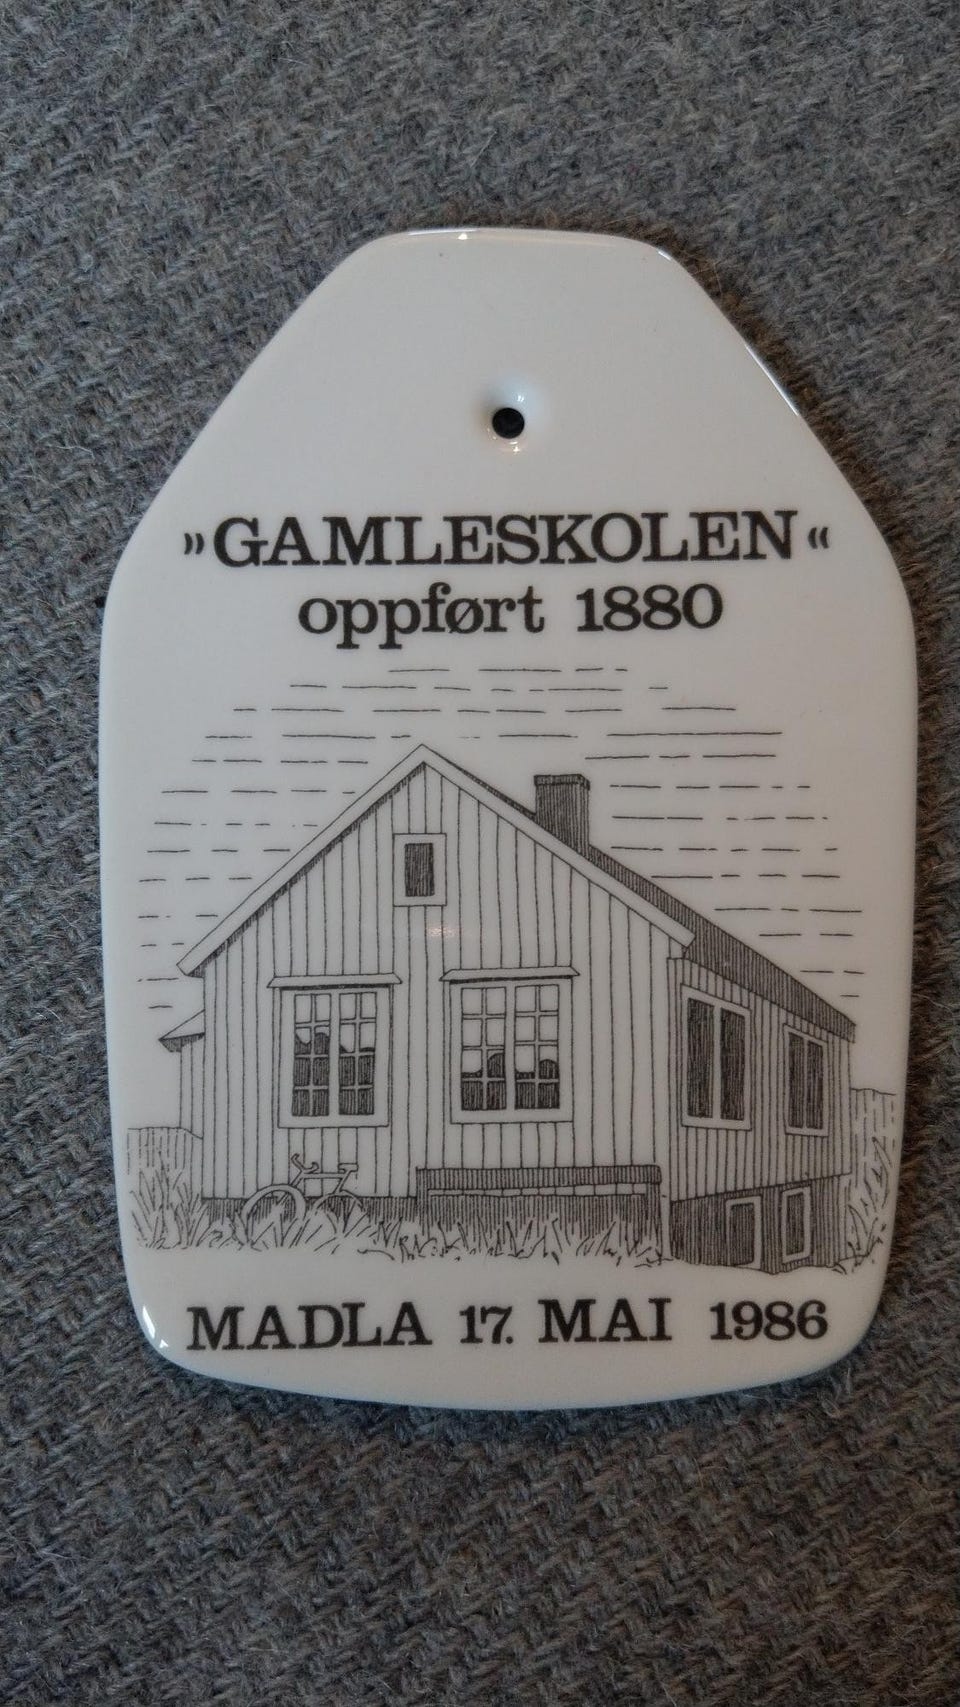 »GAMLESKOLEN«
oppført 1880
MADLA 17. MAI 1986